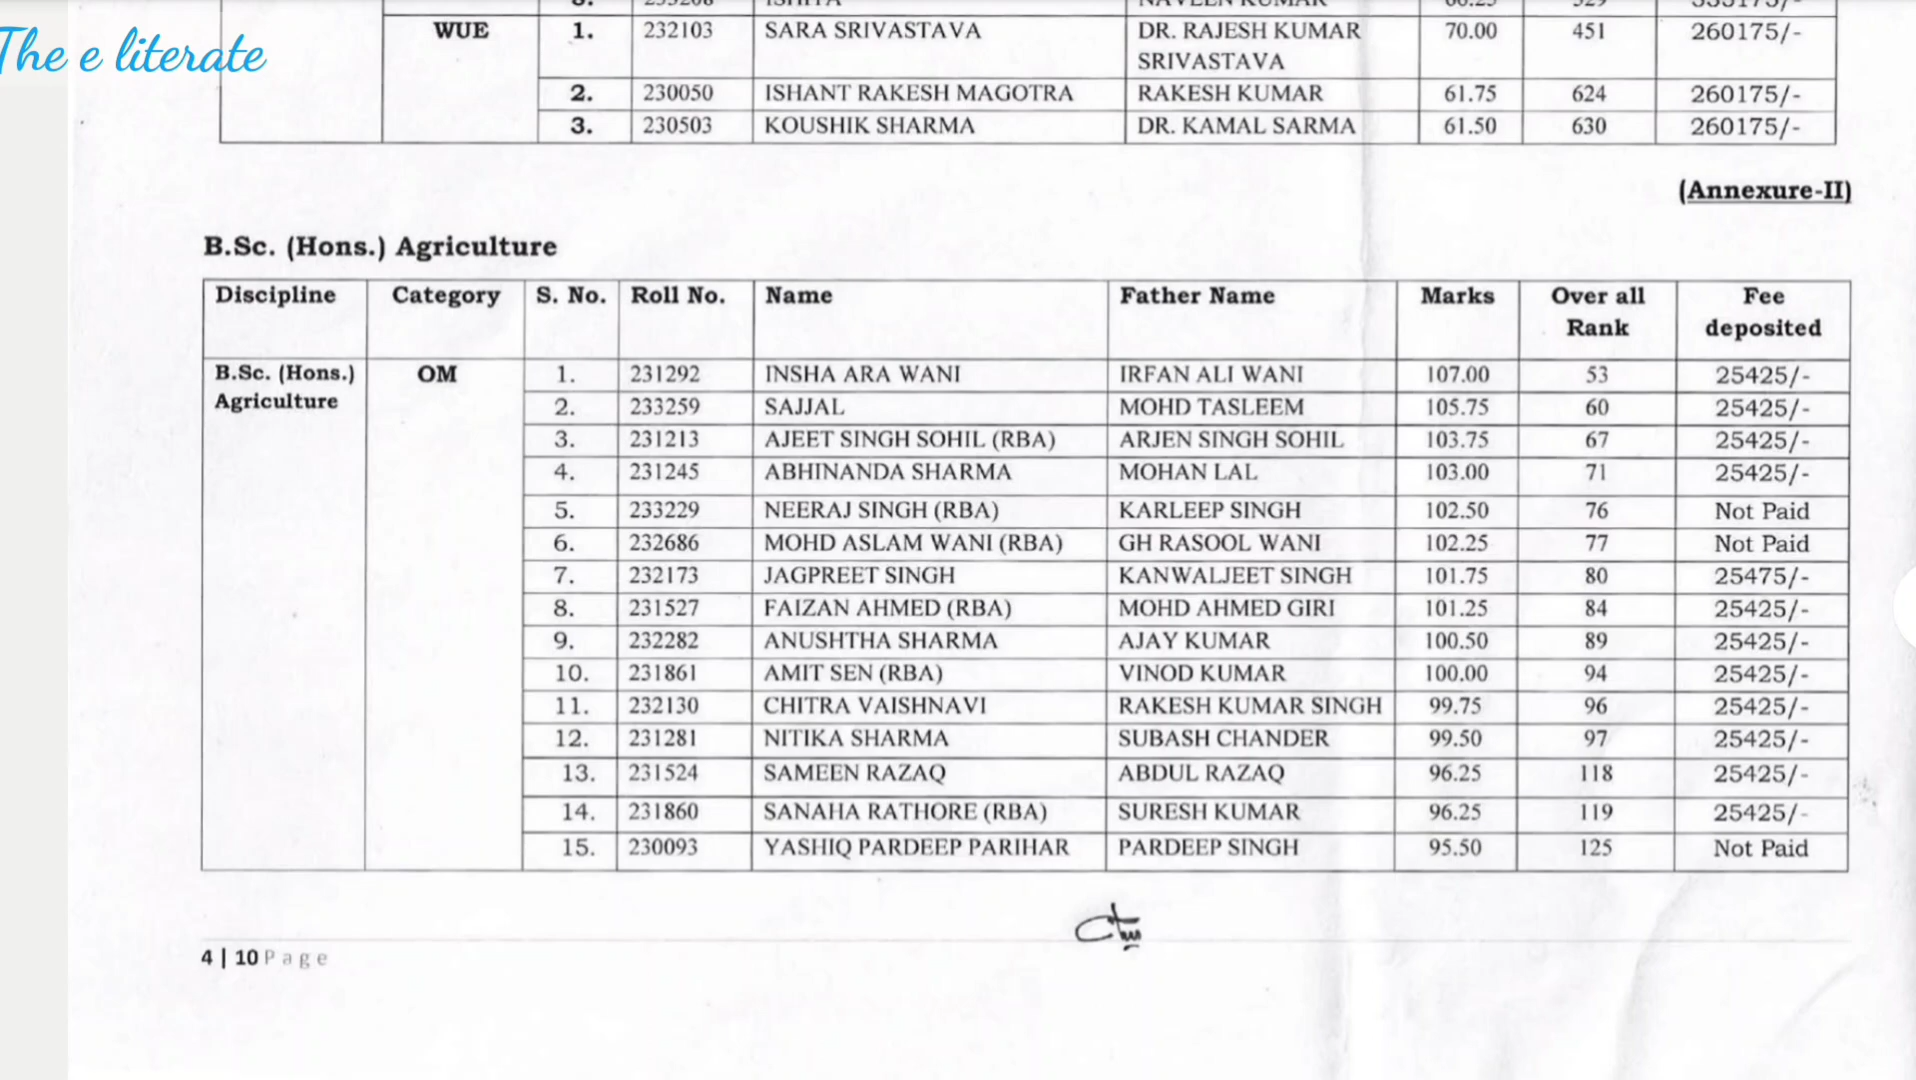 The e literate
WUE 1. 232103 SARA SRIVASTAVA DR. RAJESH KUMAR SRIVASTAVA 70.00 451 260175/-
2. 230050 ISHANT RAKESH MAGOTRA RAKESH KUMAR 61.75 624 260175/-
3. 230503 KOUSHIK SHARMA DR. KAMAL SARMA 61.50 630 260175/-
(Annexure-II)
B.Sc. (Hons.) Agriculture
Discipline Category S. No. Roll No. Name Father Name Marks Over all Rank Fee deposited
B.Sc. (Hons.) Agriculture OM 1. 231292 INSHA ARA WANI IRFAN ALI WANI 107.00 53 25425/-
2. 233259 SAJJAL MOHD TASLEEM 105.75 60 25425/-
3. 231213 AJEET SINGH SOHIL (RBA) ARJEN SINGH SOHIL 103.75 67 25425/-
4. 231245 ABHINANDA SHARMA MOHAN LAL 103.00 71 25425/-
5. 233229 NEERAJ SINGH (RBA) KARLEEP SINGH 102.50 76 Not Paid
6. 232686 MOHD ASLAM WANI (RBA) GH RASOOL WANI 102.25 77 Not Paid
7. 232173 JAGPREET SINGH KANWALJEET SINGH 101.75 80 25475/-
8. 231527 FAIZAN AHMED (RBA) MOHD AHMED GIRI 101.25 84 25425/-
9. 232282 ANUSHTHA SHARMA AJAY KUMAR 100.50 89 25425/-
10. 231861 AMIT SEN (RBA) VINOD KUMAR 100.00 94 25425/-
11. 232130 CHITRA VAISHNAVI RAKESH KUMAR SINGH 99.75 96 25425/-
12. 231281 NITIKA SHARMA SUBASH CHANDER 99.50 97 25425/-
13. 231524 SAMEEN RAZAQ ABDUL RAZAQ 96.25 118 25425/-
14. 231860 SANAHA RATHORE (RBA) SURESH KUMAR 96.25 119 25425/-
15. 230093 YASHIQ PARDEEP PARIHAR PARDEEP SINGH 95.50 125 Not Paid
4 | 10 Page